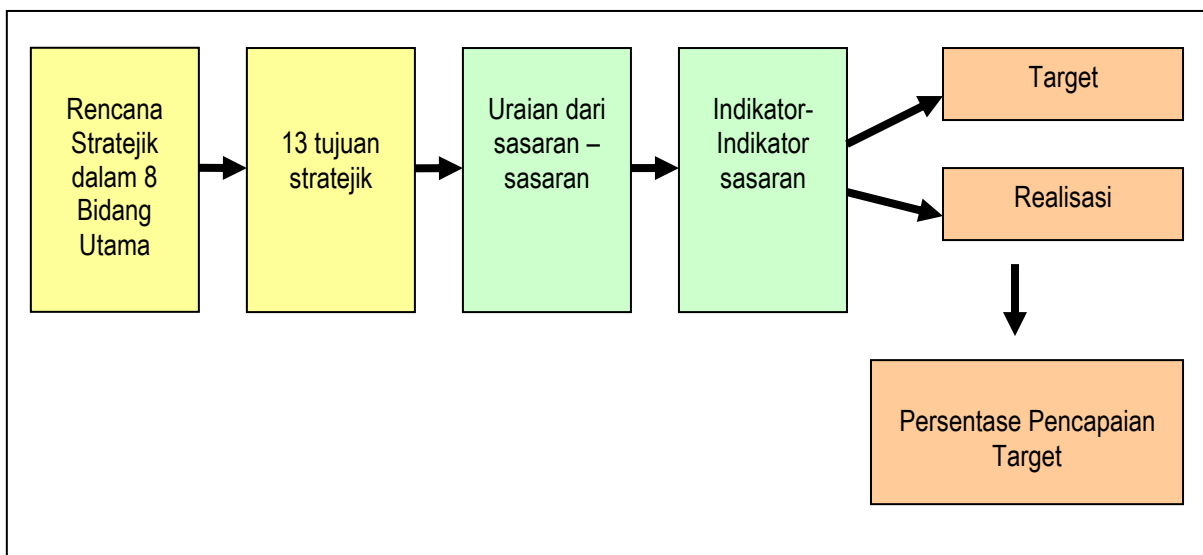 Rencana
Stratejik
dalam 8
Bidang
Utama
13 tujuan
stratejik
Uraian dari
sasaran –
sasaran
Indikator-
Indikator
sasaran
Target
Realisasi
Persentase Pencapaian
Target